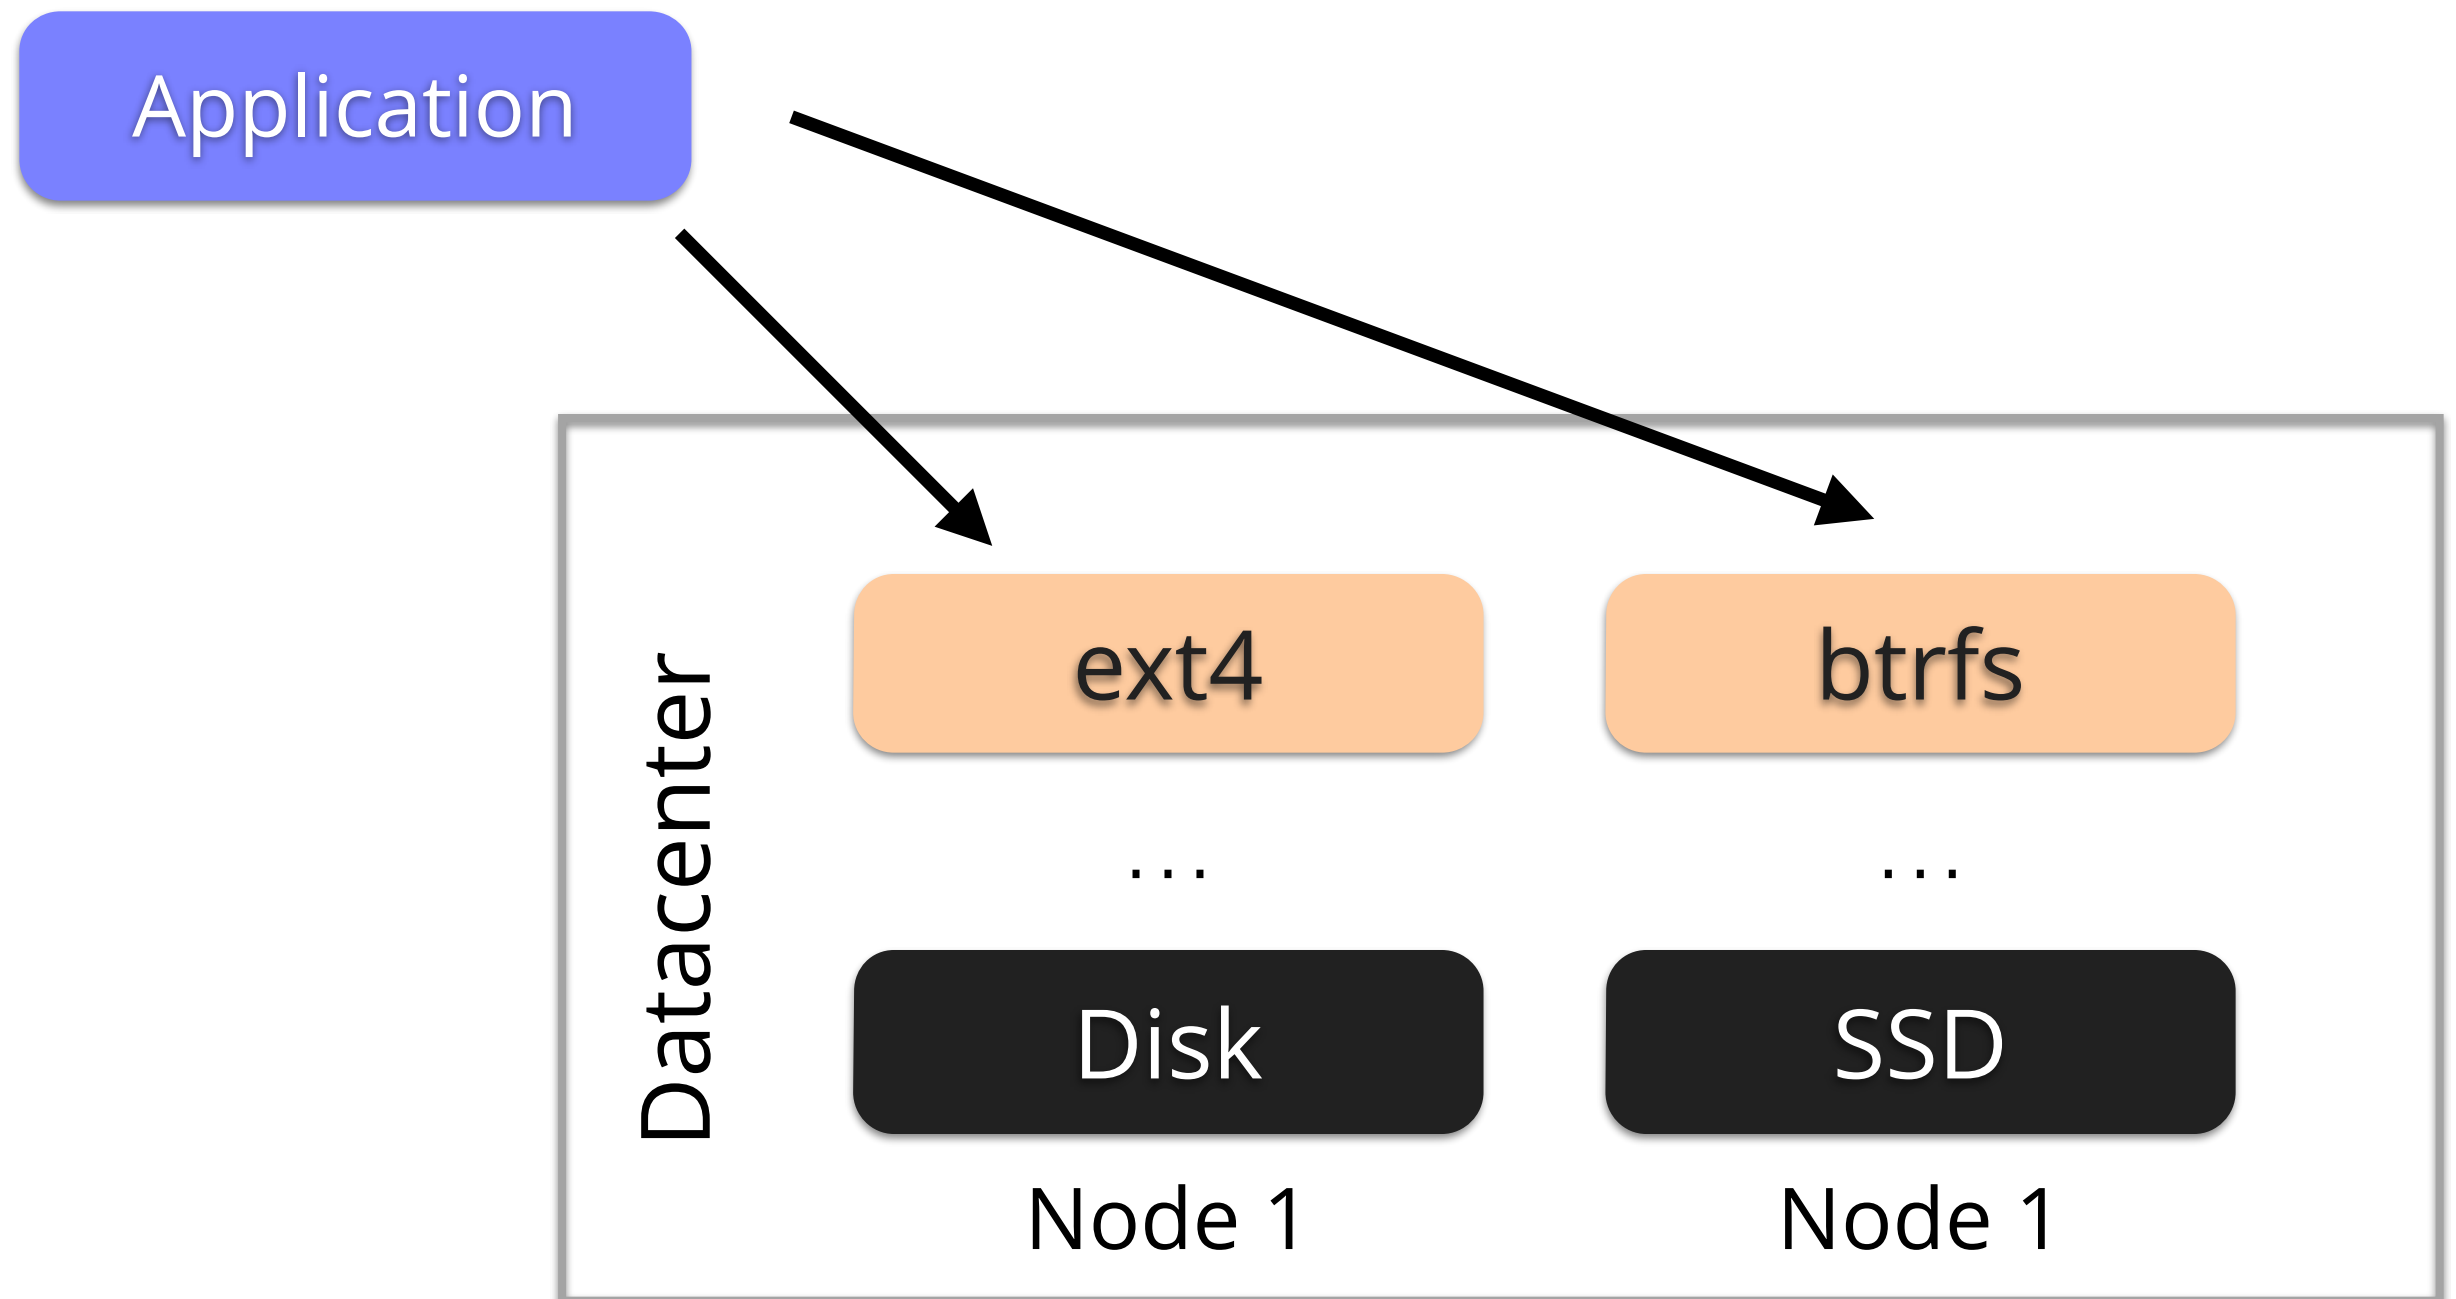 Application
Datacenter
ext4
btrfs
...
...
Disk
SSD
Node 1
Node 1